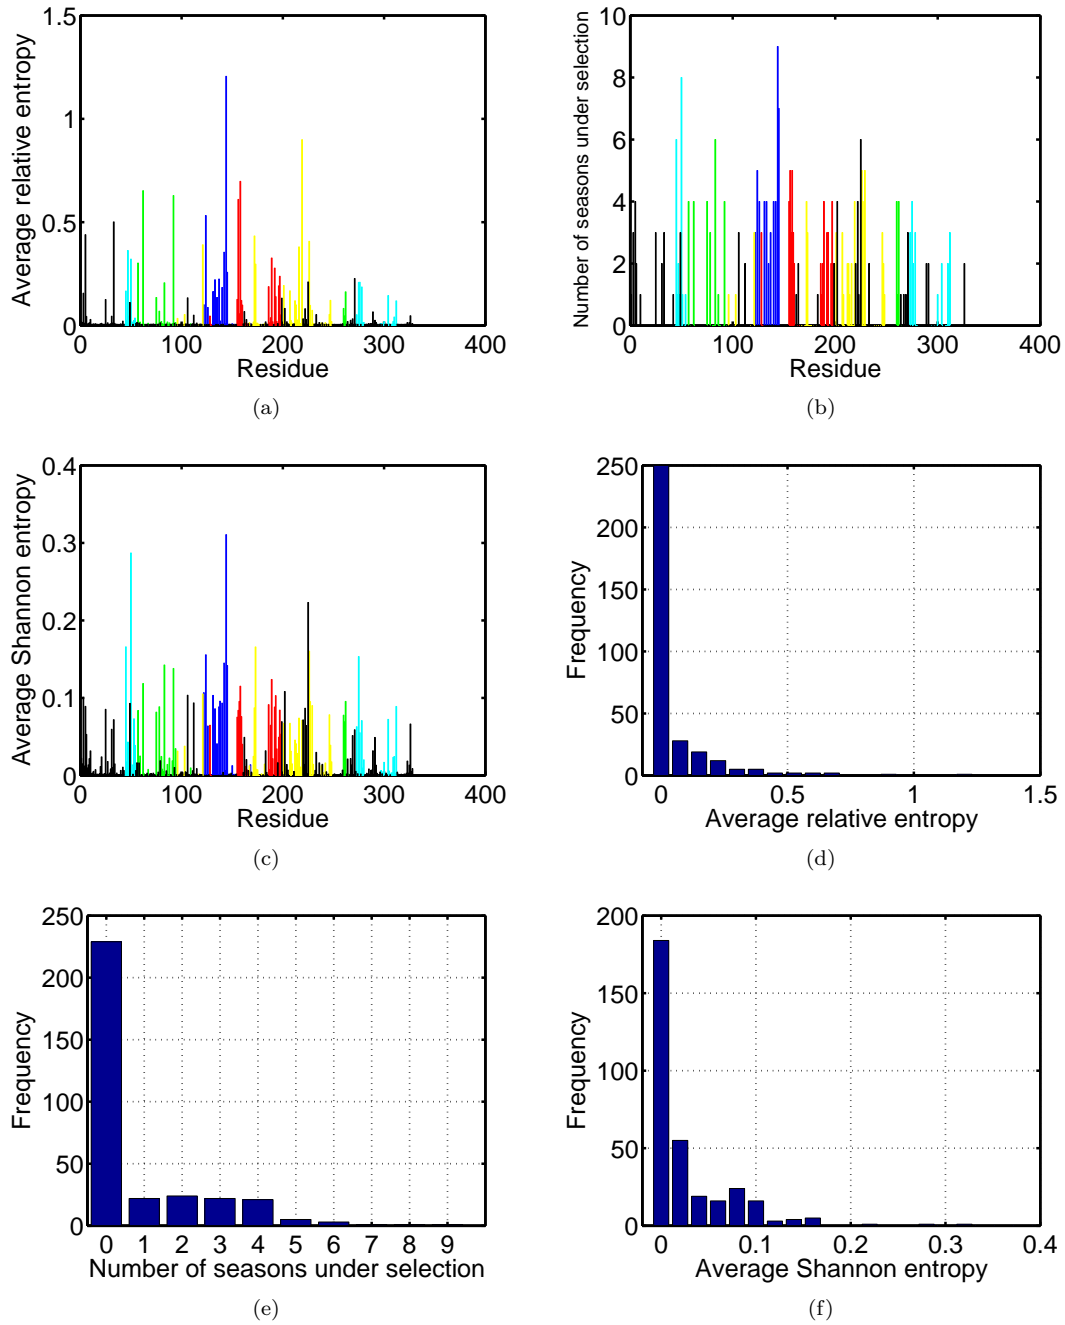 1.5
1
0.5
0
0 100 200 300 400
Average relative entropy
Residue
(a)
10
8
6
4
2
0
0 100 200 300 400
Number of seasons under selection
Residue
(b)
0.4
0.3
0.2
0.1
0
0 100 200 300 400
Average Shannon entropy
Residue
(c)
250
200
150
100
50
0
0 0.5 1 1.5
Frequency
Average relative entropy
(d)
250
200
150
100
50
0
0 1 2 3 4 5 6 7 8 9
Frequency
Number of seasons under selection
(e)
200
150
100
50
0
0 0.1 0.2 0.3 0.4
Frequency
Average Shannon entropy
(f)